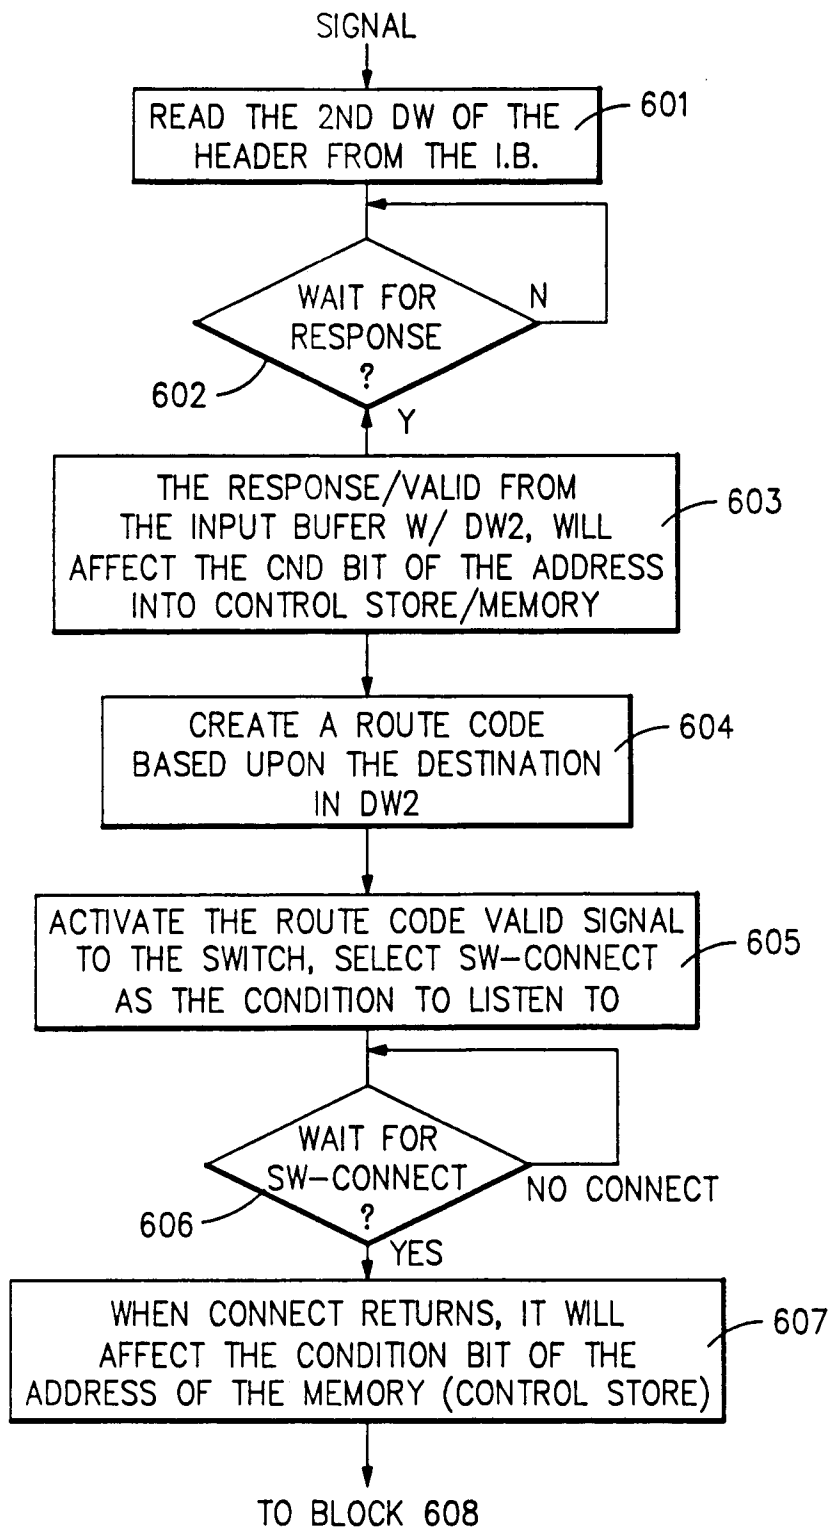 SIGNAL
READ THE 2ND DW OF THE
HEADER FROM THE I.B.
601
WAIT FOR
RESPONSE
?
N
602
Y
THE RESPONSE/VALID FROM
THE INPUT BUFER W/ DW2, WILL
AFFECT THE CND BIT OF THE ADDRESS
INTO CONTROL STORE/MEMORY
603
CREATE A ROUTE CODE
BASED UPON THE DESTINATION
IN DW2
604
ACTIVATE THE ROUTE CODE VALID SIGNAL
TO THE SWITCH, SELECT SW-CONNECT
AS THE CONDITION TO LISTEN TO
605
WAIT FOR
SW-CONNECT
?
NO CONNECT
606
YES
WHEN CONNECT RETURNS, IT WILL
AFFECT THE CONDITION BIT OF THE
ADDRESS OF THE MEMORY (CONTROL STORE)
607
TO BLOCK 608